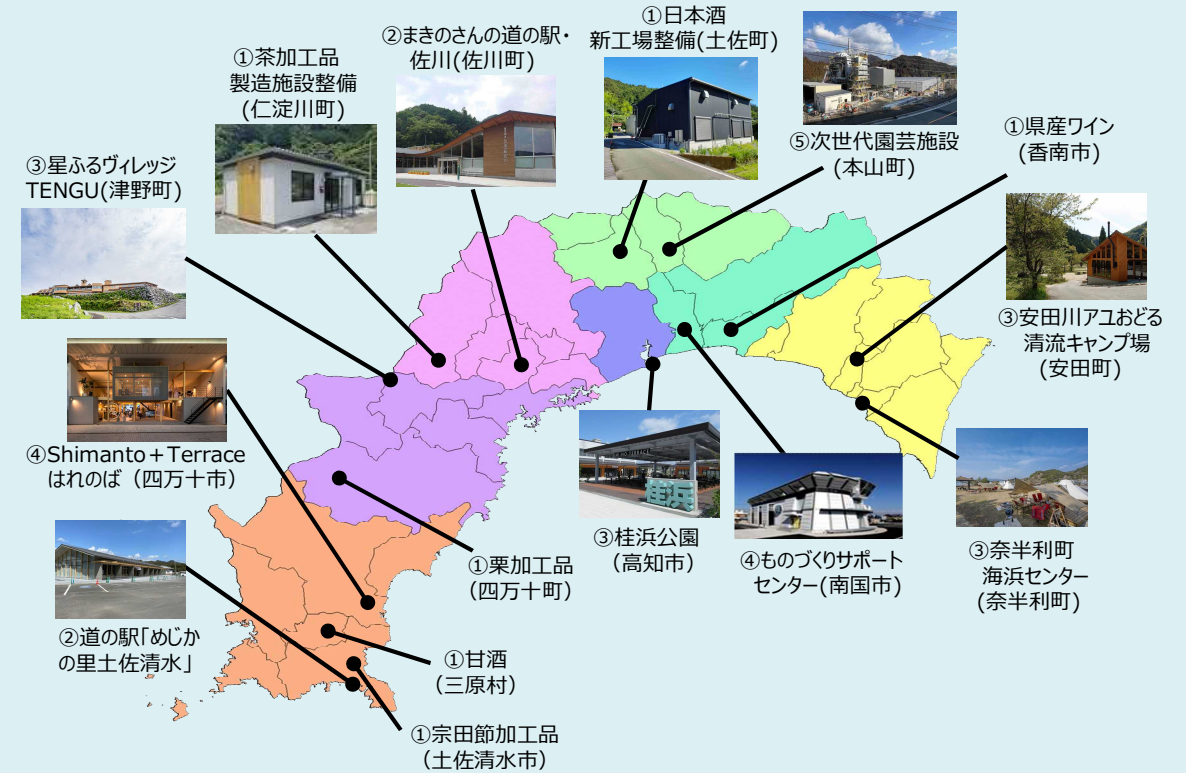 ①日本酒
新工場整備(土佐町)
②まきのさんの道の駅・
佐川(佐川町)
①茶加工品
製造施設整備
(仁淀川町)
⑤次世代園芸施設
(本山町)
①県産ワイン
(香南市)
③星ふるヴィレッジ
TENGU(津野町)
③安田川アユおどる
清流キャンプ場
(安田町)
④Shimanto+Terrace
はれのば（四万十市）
桂浜
③桂浜公園
(高知市)
④ものづくりサポート
センター(南国市)
③奈半利町
海浜センター
(奈半利町)
①栗加工品
(四万十町)
②道の駅「めじか
の里土佐清水」
①甘酒
(三原村)
①宗田節加工品
(土佐清水市)